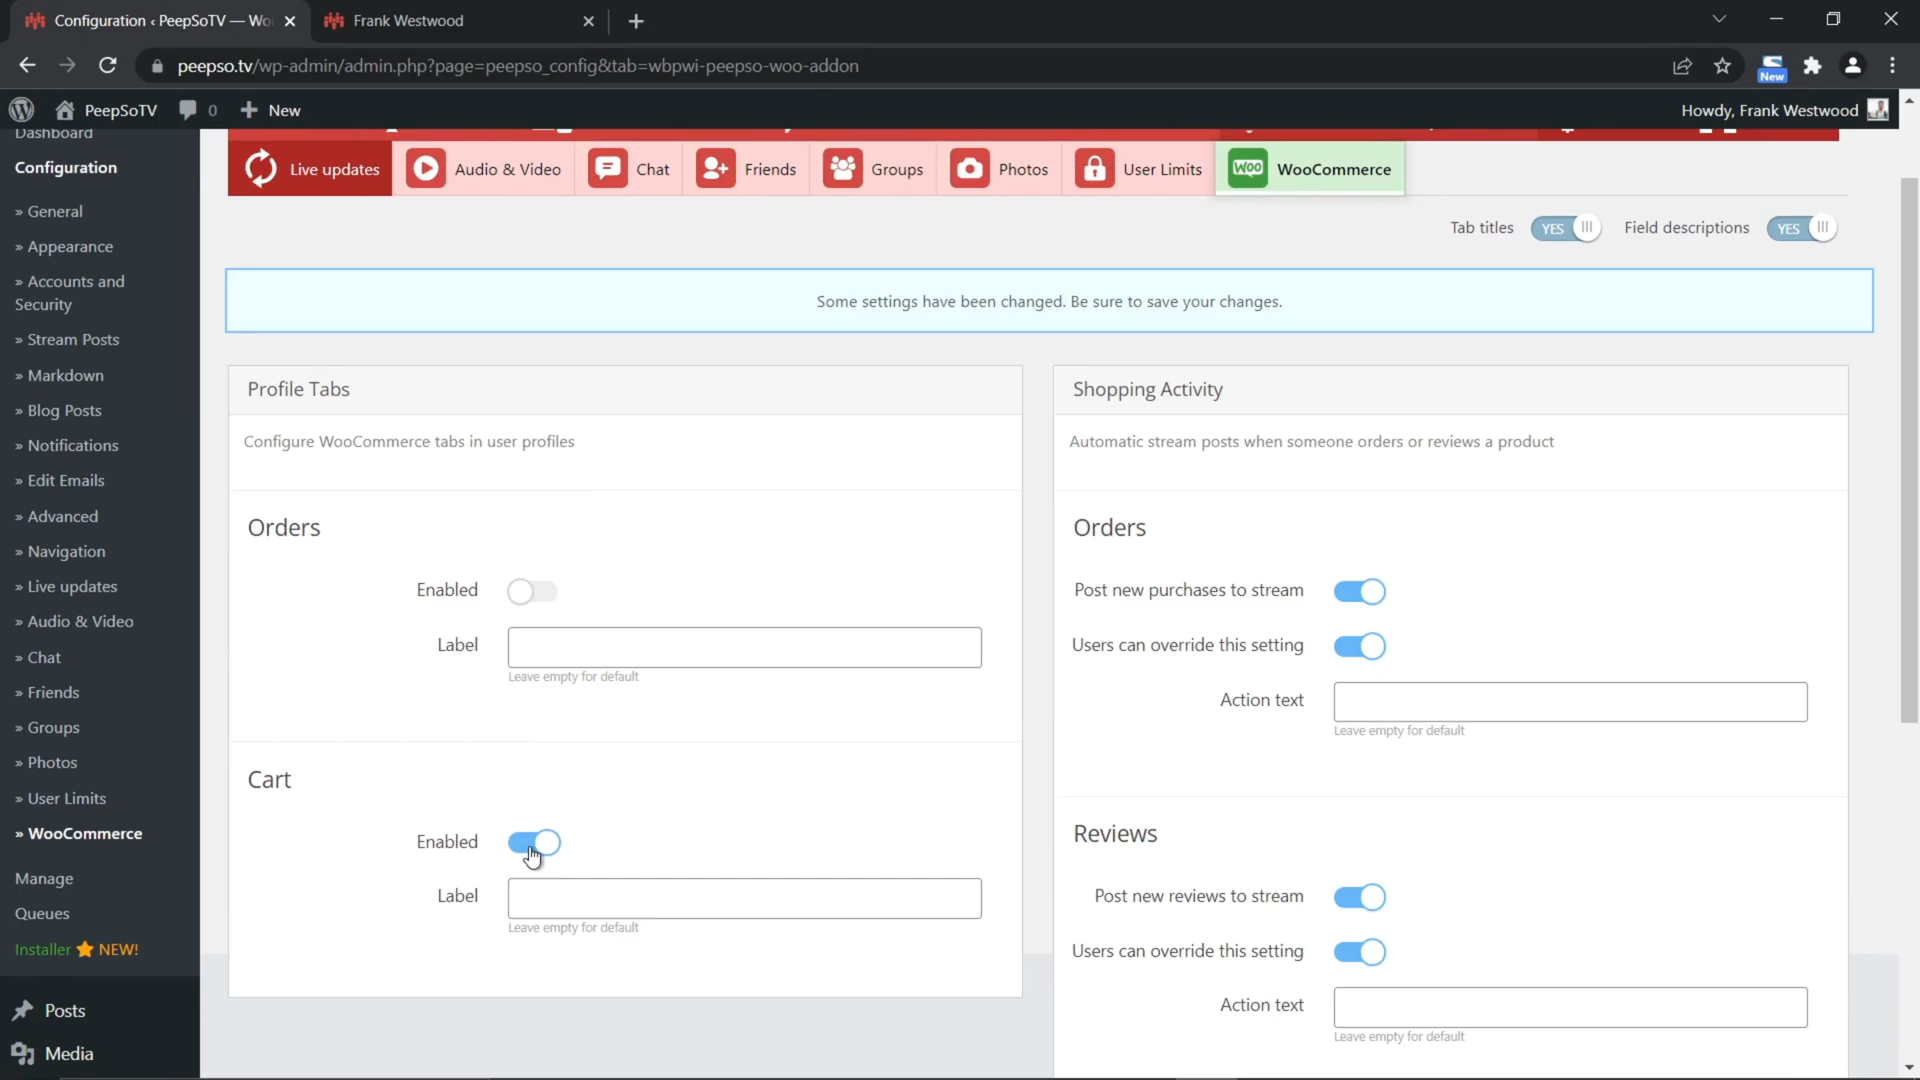 Configuration ‹ PeepSoTV — Wo
Frank Westwood
peepso.tv/wp-admin/admin.php?page=peepso_config&tab=wbpwi-peepso-woo-addon
New
PeepSoTV
0
New
Howdy, Frank Westwood
Dashboard
Configuration
» General
» Appearance
» Accounts and
Security
» Stream Posts
» Markdown
» Blog Posts
» Notifications
» Edit Emails
» Advanced
» Navigation
» Live updates
» Audio & Video
» Chat
» Friends
» Groups
» Photos
» User Limits
» WooCommerce
Manage
Queues
Installer NEW!
Posts
Media
Live updates
Audio & Video
Chat
Friends
Groups
Photos
User Limits
WOO
WooCommerce
Tab titles YES
Field descriptions YES
Some settings have been changed. Be sure to save your changes.
Profile Tabs
Configure WooCommerce tabs in user profiles
Orders
Enabled
Label
Leave empty for default
Cart
Enabled
Label
Leave empty for default
Shopping Activity
Automatic stream posts when someone orders or reviews a product
Orders
Post new purchases to stream
Users can override this setting
Action text
Leave empty for default
Reviews
Post new reviews to stream
Users can override this setting
Action text
Leave empty for default